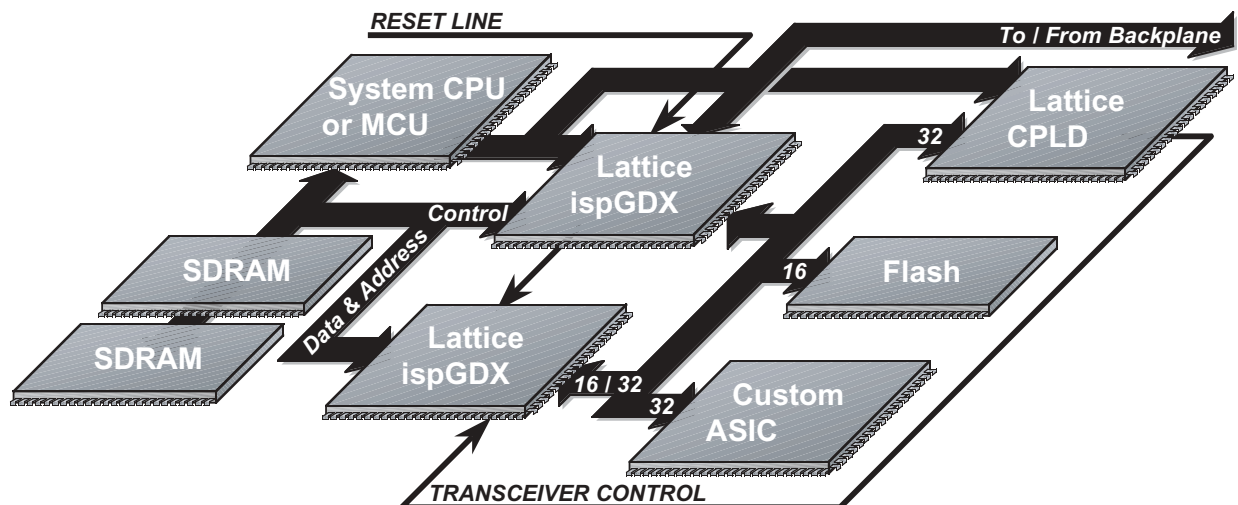 RESET LINE
To / From Backplane
System CPU
or MCU
Lattice
CPLD
32
Lattice
ispGDX
Control
Data & Address
SDRAM
16
Flash
SDRAM
Lattice
ispGDX
16 / 32
32
Custom
ASIC
TRANSCEIVER CONTROL